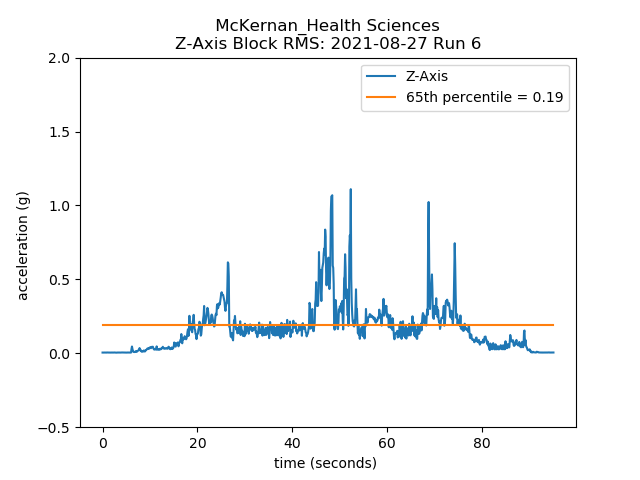 McKernan_Health Sciences
Z-Axis Block RMS: 2021-08-27 Run 6
Z-Axis
65th percentile = 0.19
2.0
1.5
1.0
0.5
0.0
−0.5
acceleration (g)
0 20 40 60 80
time (seconds)